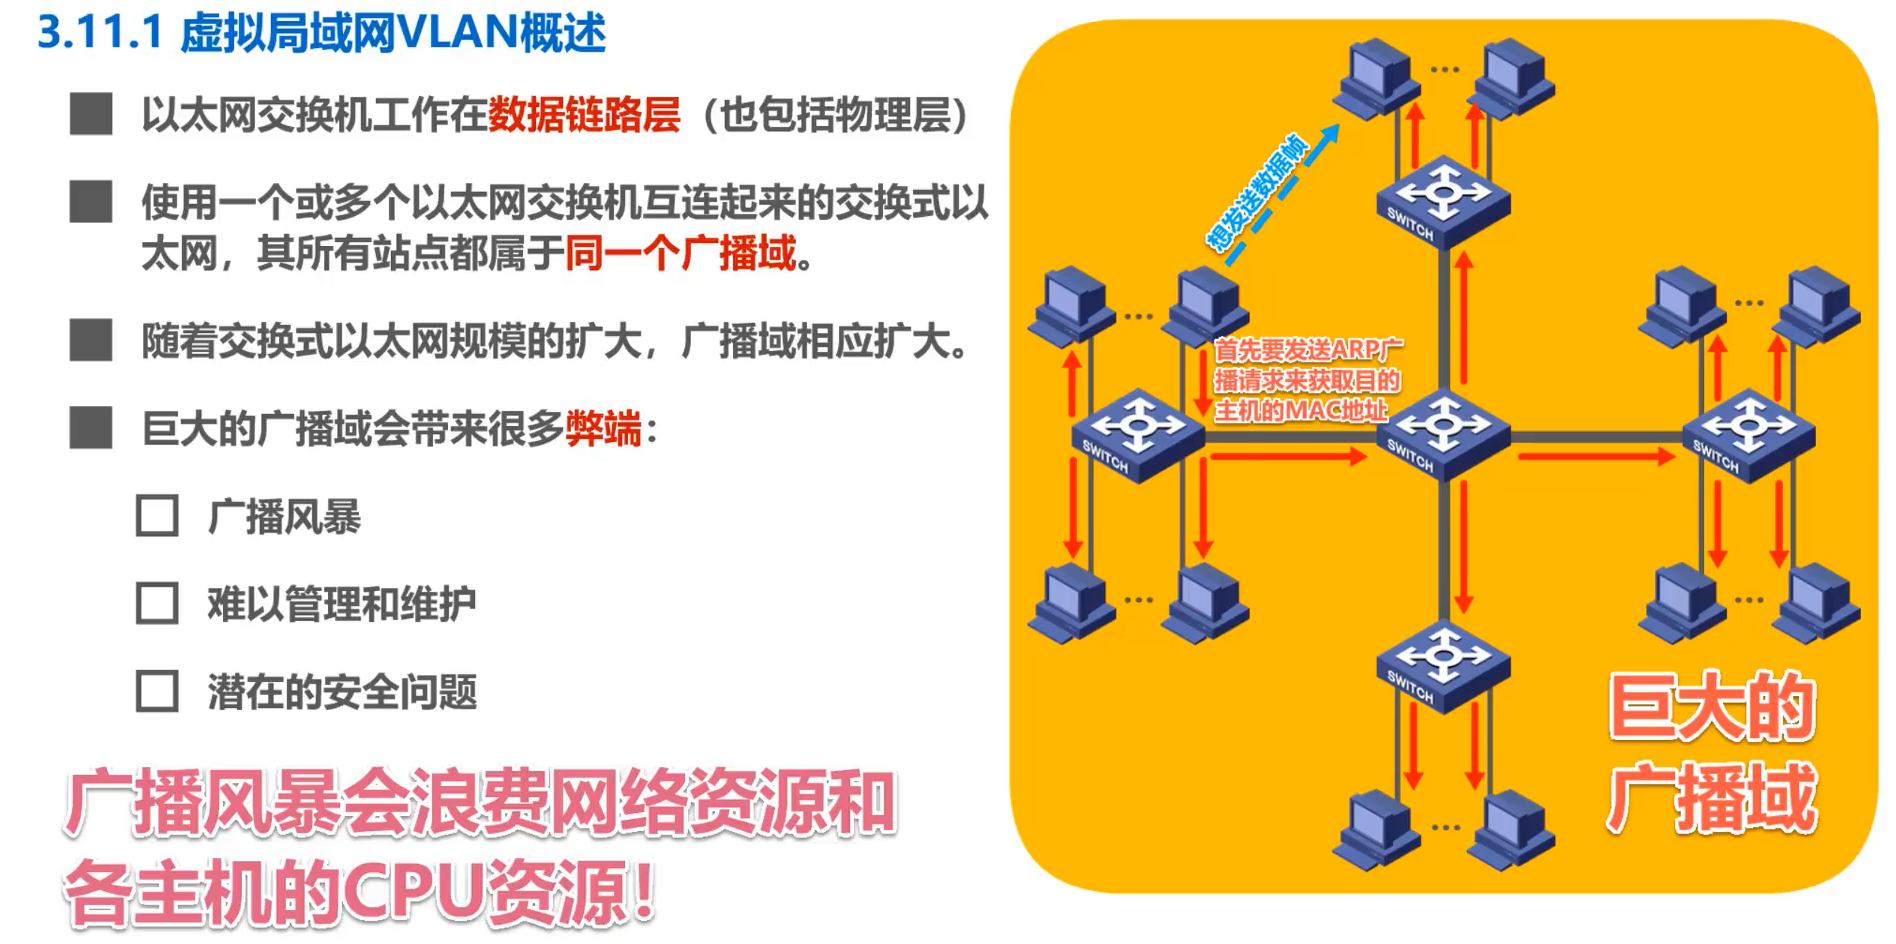 3.11.1 虚拟局域网VLAN概述
以太网交换机工作在数据链路层（也包括物理层）
使用一个或多个以太网交换机互连起来的交换式以
太网，其所有站点都属于同一个广播域。
随着交换式以太网规模的扩大，广播域相应扩大。
巨大的广播域会带来很多弊端：
广播风暴
难以管理和维护
潜在的安全问题
广播风暴会浪费网络资源和
各主机的CPU资源！
想发送数据帧
SWITCH
首先要发送ARP广
播请求来获取目的
主机的MAC地址
SWITCH
SWITCH
SWITCH
SWITCH
巨大的
广播域